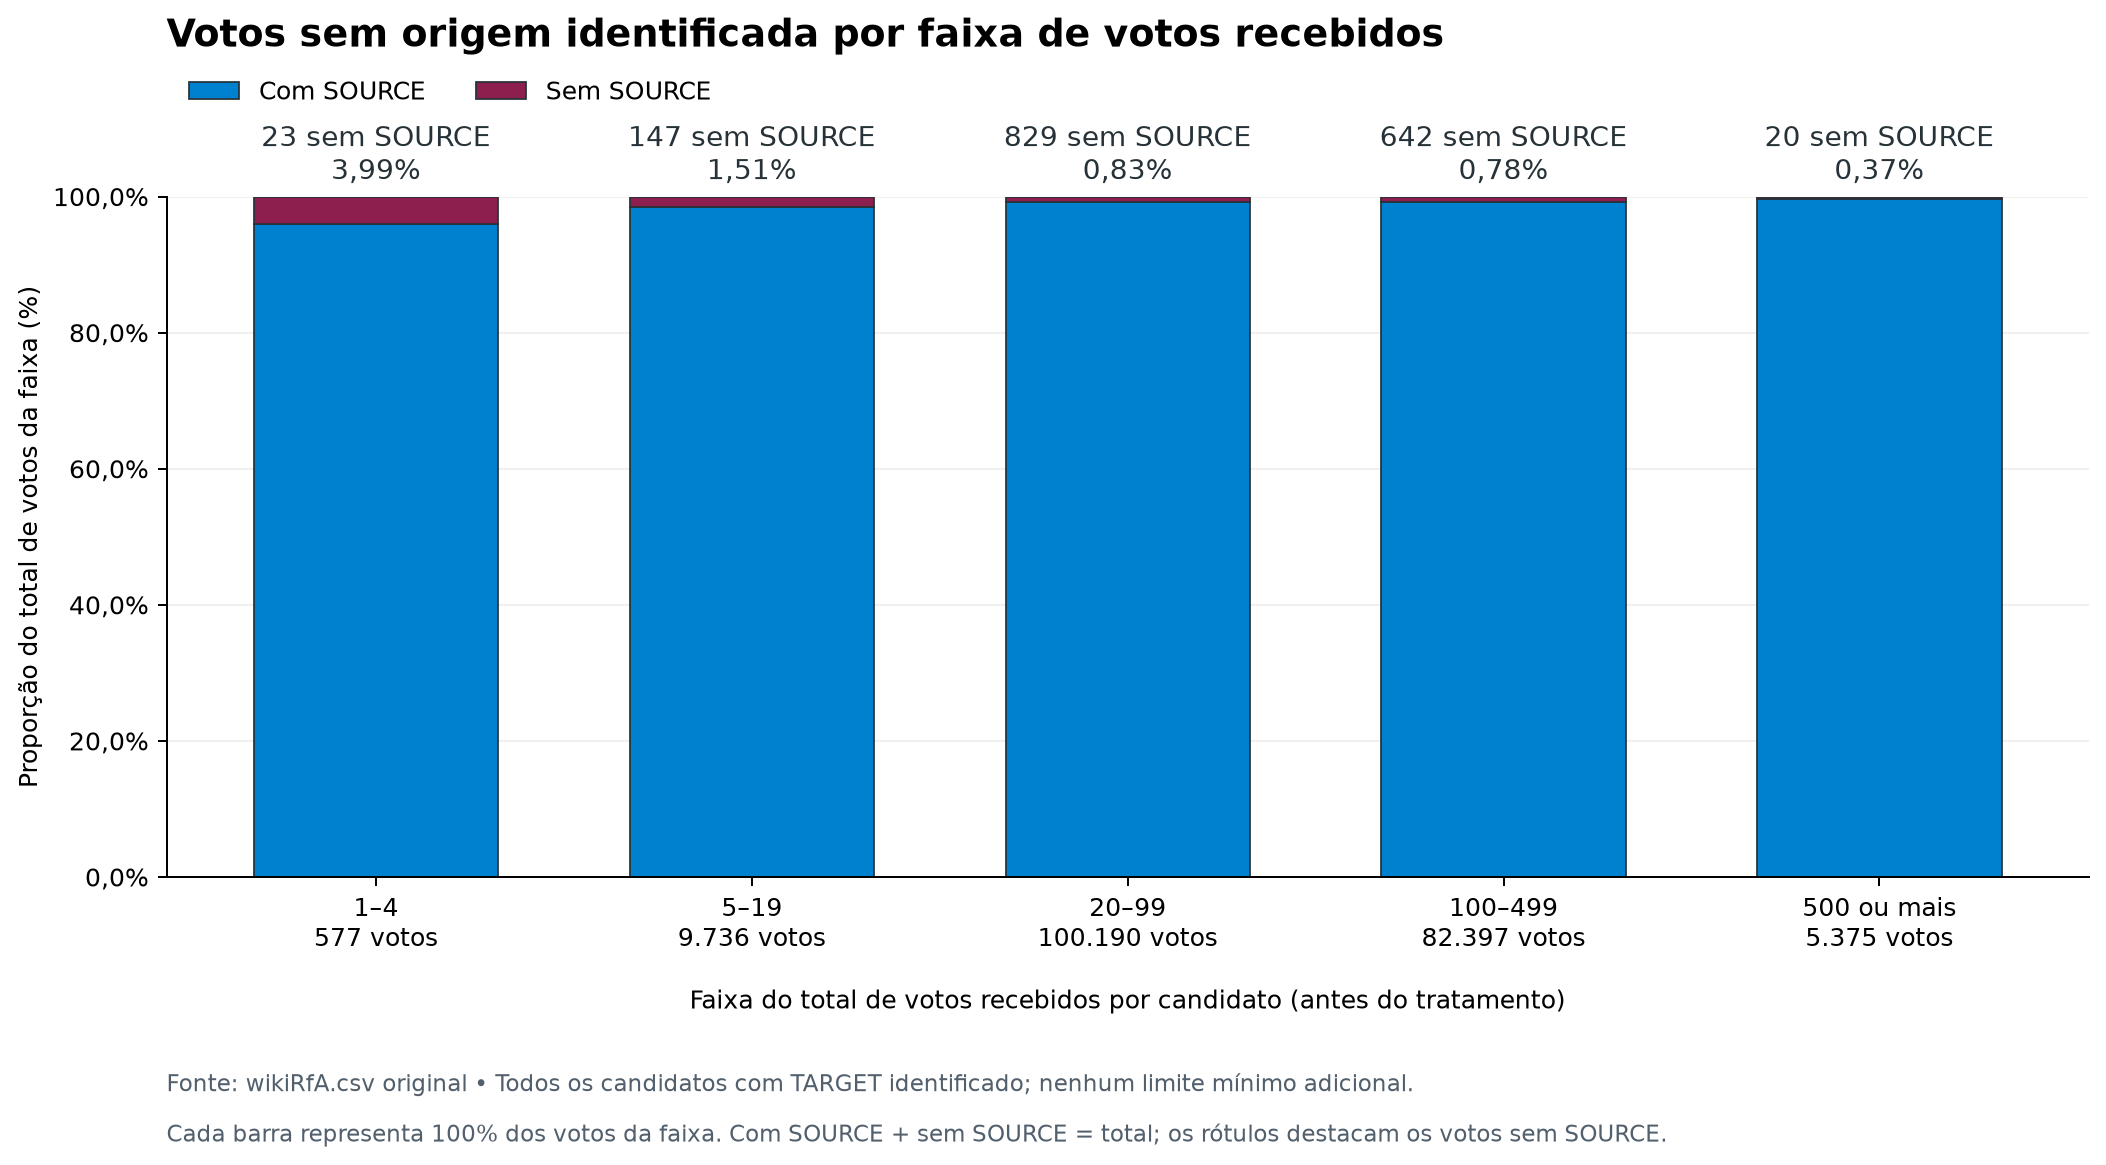 Votos sem origem identificada por faixa de votos recebidos
Com SOURCE
Sem SOURCE
23 sem SOURCE
3,99%
147 sem SOURCE
1,51%
829 sem SOURCE
0,83%
642 sem SOURCE
0,78%
20 sem SOURCE
0,37%
Proporção do total de votos da faixa (%)
100,0%
80,0%
60,0%
40,0%
20,0%
0,0%
1–4
577 votos
5–19
9.736 votos
20–99
100.190 votos
100–499
82.397 votos
500 ou mais
5.375 votos
Faixa do total de votos recebidos por candidato (antes do tratamento)
Fonte: wikiRfA.csv original • Todos os candidatos com TARGET identificado; nenhum limite mínimo adicional.
Cada barra representa 100% dos votos da faixa. Com SOURCE + sem SOURCE = total; os rótulos destacam os votos sem SOURCE.